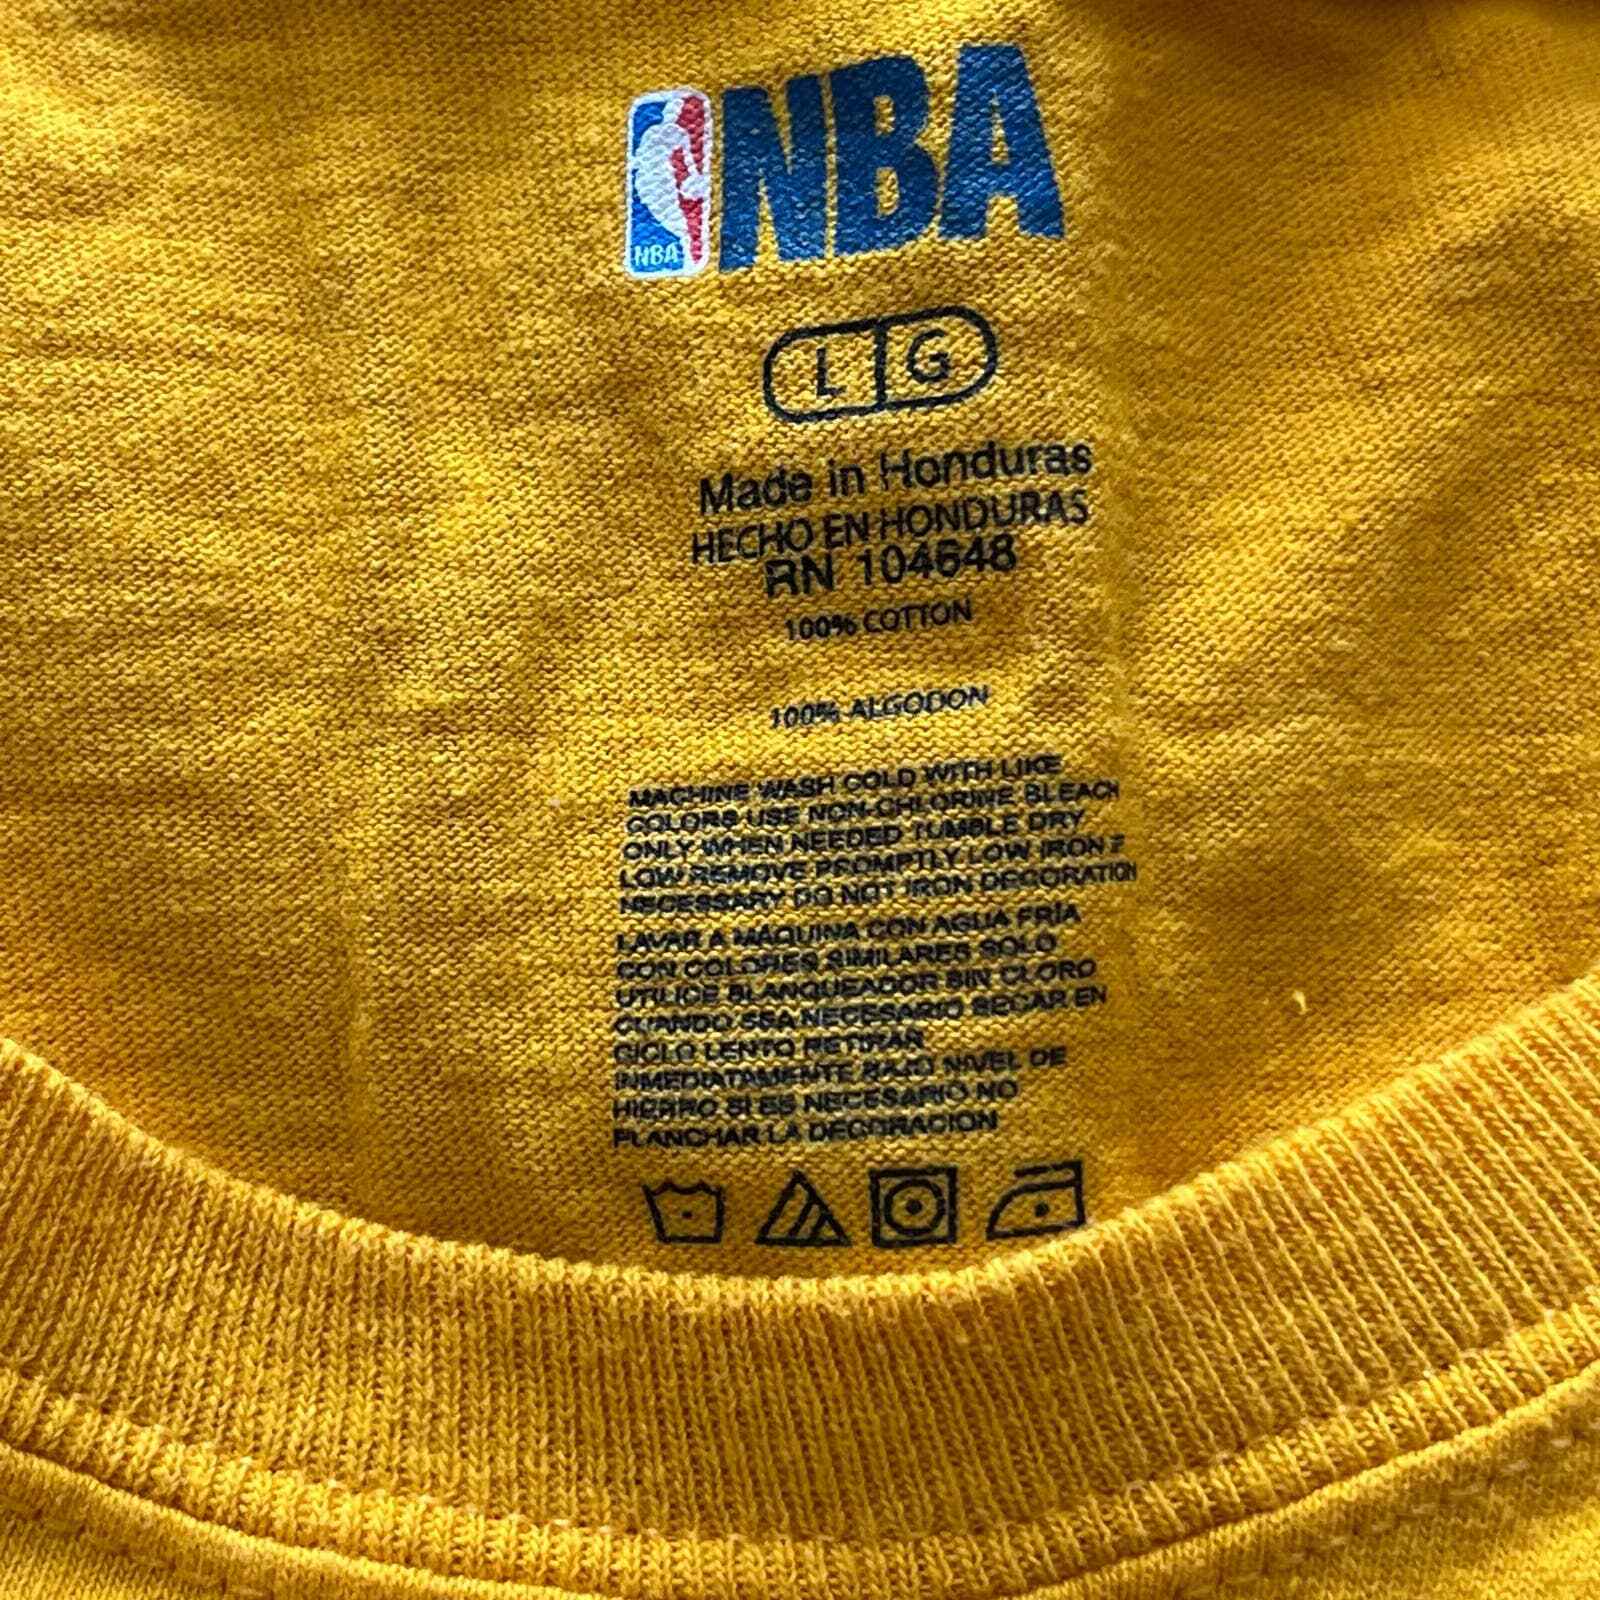 NBA NBA
L G
Made in Honduras
HECHO EN HONDURAS
RN 104648
100% COTTON
100% ALGODON
MACHINE WASH COLD WITH LIKE
COLORS USE NON-CHLORINE BLEACH
ONLY WHEN NEEDED TUMBLE DRY
LOW REMOVE PROMPTLY LOW IRON IF
NECESSARY DO NOT IRON DECORATION
LAVAR A MÁQUINA CON AGUA FRÍA
CON COLORES SIMILARES SOLO
UTILICE BLANQUEADOR SIN CLORO
CUANDO SEA NECESARIO SECAR EN
CICLO LENTO RETIRAR
INMEDIATAMENTE BAJO NIVEL DE
HIERRO SI ES NECESARIO NO
PLANCHAR LA DECORACION